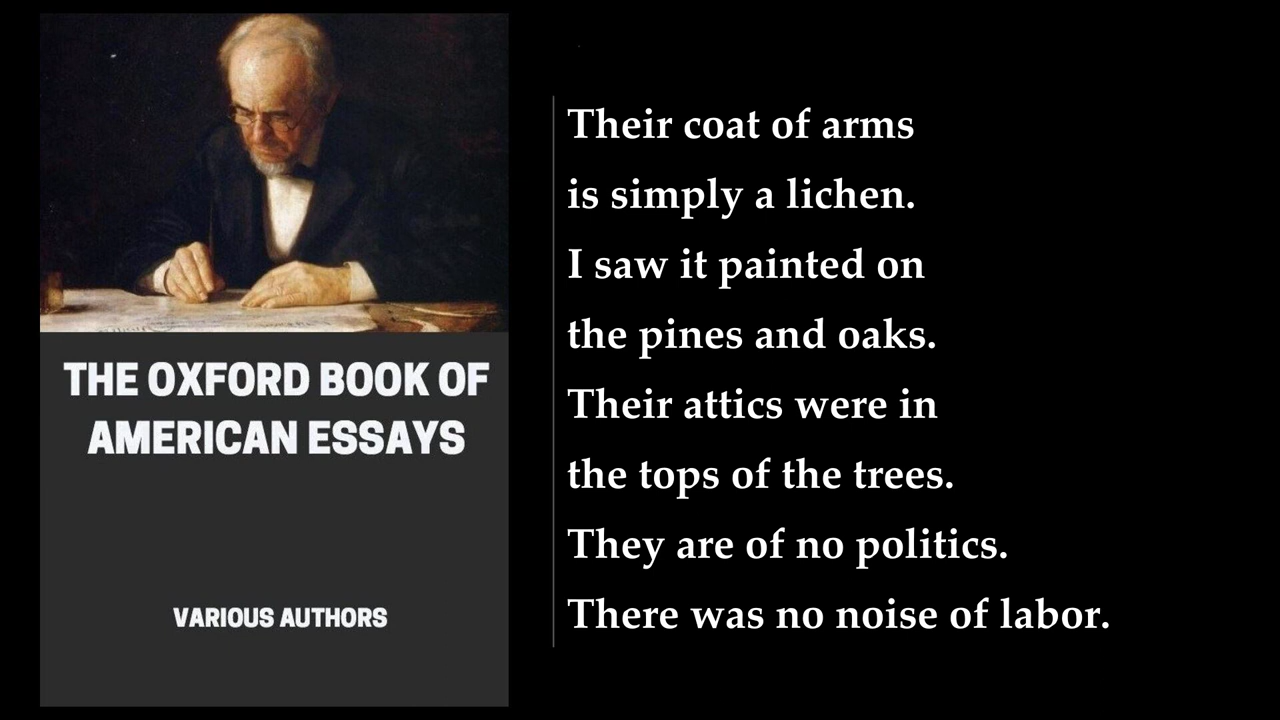 THE OXFORD BOOK OF
AMERICAN ESSAYS
VARIOUS AUTHORS
Their coat of arms
is simply a lichen.
I saw it painted on
the pines and oaks.
Their attics were in
the tops of the trees.
They are of no politics.
There was no noise of labor.